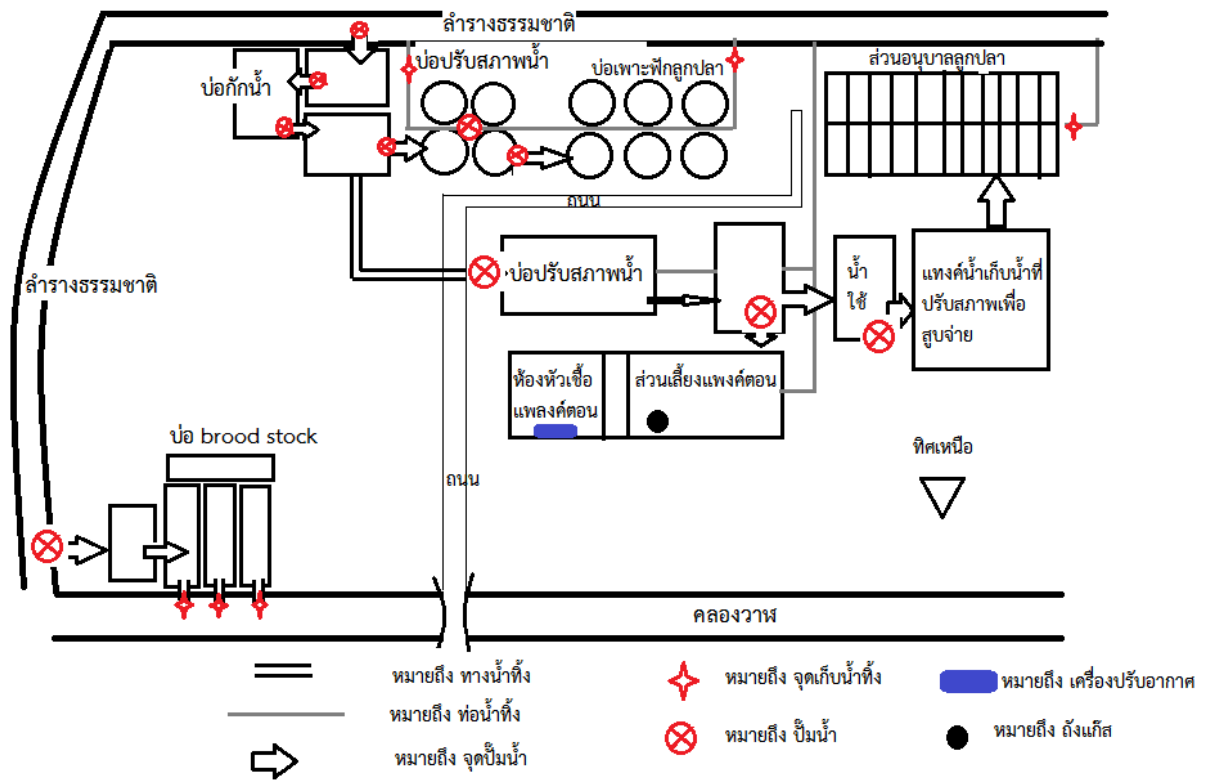 ลำรางธรรมชาติ
บ่อปรับสภาพน้ำ
ส่วนอนุบาลลูกปลา
บ่อเพาะฟักลูกปลา
บ่อกักน้ำ
ถนน
ลำรางธรรมชาติ
บ่อปรับสภาพน้ำ
น้ำ
ใช้
แทงค์น้ำเก็บน้ำที่
ปรับสภาพเพื่อ
สูบจ่าย
ห้องหัวเชื้อ
แพลงค์ตอน
ส่วนเลี้ยงแพงค์ตอน
บ่อ brood stock
ทิศเหนือ
ถนน
คลองวาฬ
หมายถึง ทางน้ำทิ้ง
หมายถึง จุดเก็บน้ำทิ้ง
หมายถึง เครื่องปรับอากาศ
หมายถึง ท่อน้ำทิ้ง
หมายถึง ปั๊มน้ำ
หมายถึง ถังแก๊ส
หมายถึง จุดปั๊มน้ำ